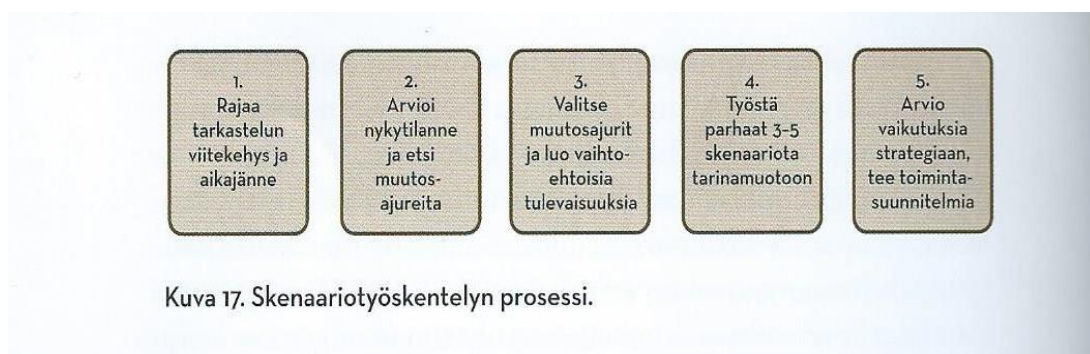 1.
Rajaa
tarkastelun
viitekehys ja
aikajänne
2.
Arvioi
nykytilanne
ja etsi
muutos-
ajureita
3.
Valitse
muutosajurit
ja luo vaihto-
ehtoisia
tulevaisuuksia
4.
Työstä
parhaat 3-5
skenaariota
tarinamuotoon
5.
Arvio
vaikutuksia
strategiaan,
tee toiminta-
suunnitelmia
Kuva 17. Skenaariotyöskentelyn prosessi.